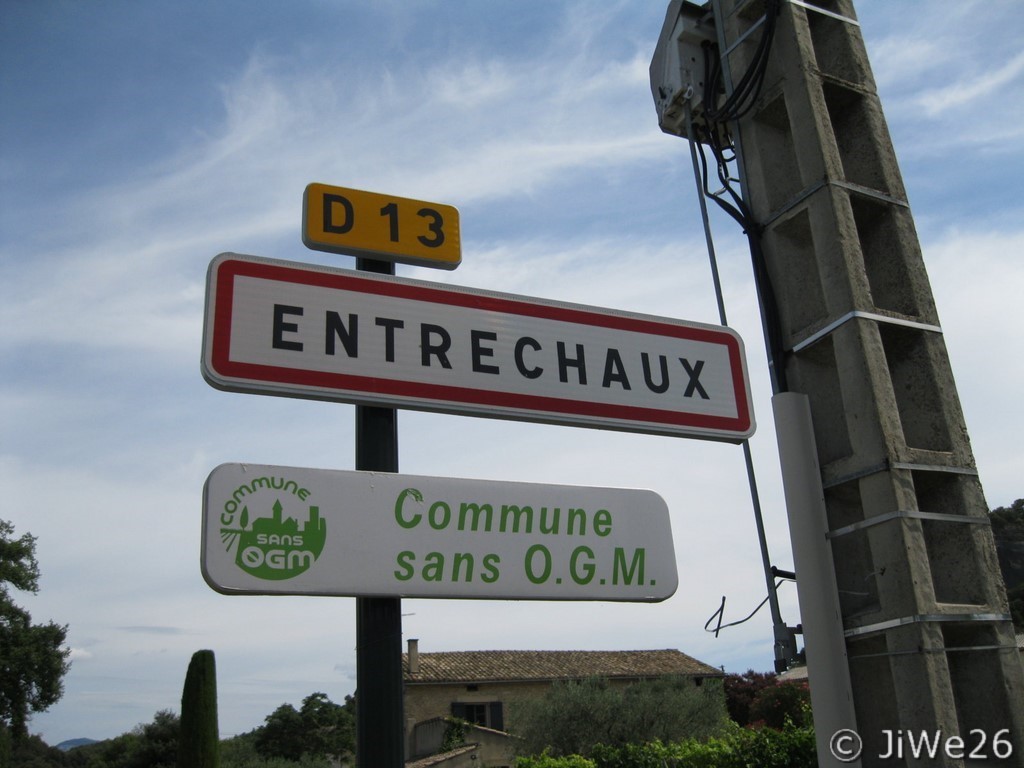 D 13
ENTRECHAUX
COMMUNE
SANS
OGM
Commune
sans O.G.M.
© JiWe26